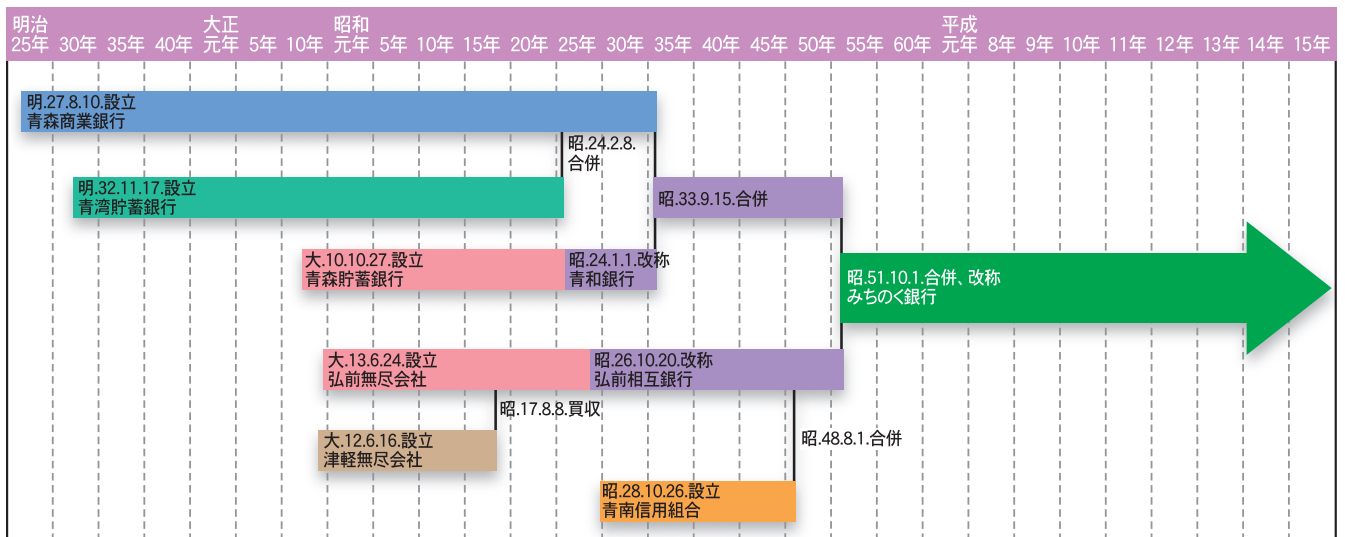 明治 大正 昭和 平成
25年 30年 35年 40年 元年 5年 10年 元年 5年 10年 15年 20年 25年 30年 35年 40年 45年 50年 55年 60年 元年 8年 9年 10年 11年 12年 13年 14年 15年
明.27.8.10.設立
青森商業銀行
昭.24.2.8.
合併
明.32.11.17.設立
青湾貯蓄銀行
昭.33.9.15.合併
大.10.10.27.設立
青森貯蓄銀行
昭.24.1.1.改称
青和銀行
昭.51.10.1.合併、改称
みちのく銀行
大.13.6.24.設立
弘前無尽会社
昭.26.10.20.改称
弘前相互銀行
昭.17.8.8.買収
大.12.6.16.設立
津軽無尽会社
昭.48.8.1.合併
昭.28.10.26.設立
青南信用組合